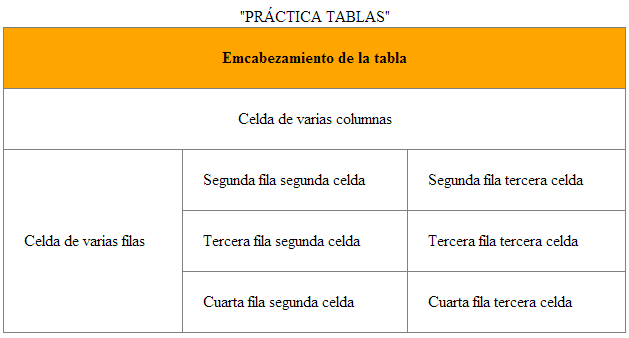 "PRÁCTICA TABLAS"
Emcabezamiento de la tabla
Celda de varias columnas
Celda de varias filas
Segunda fila segunda celda
Segunda fila tercera celda
Tercera fila segunda celda
Tercera fila tercera celda
Cuarta fila segunda celda
Cuarta fila tercera celda